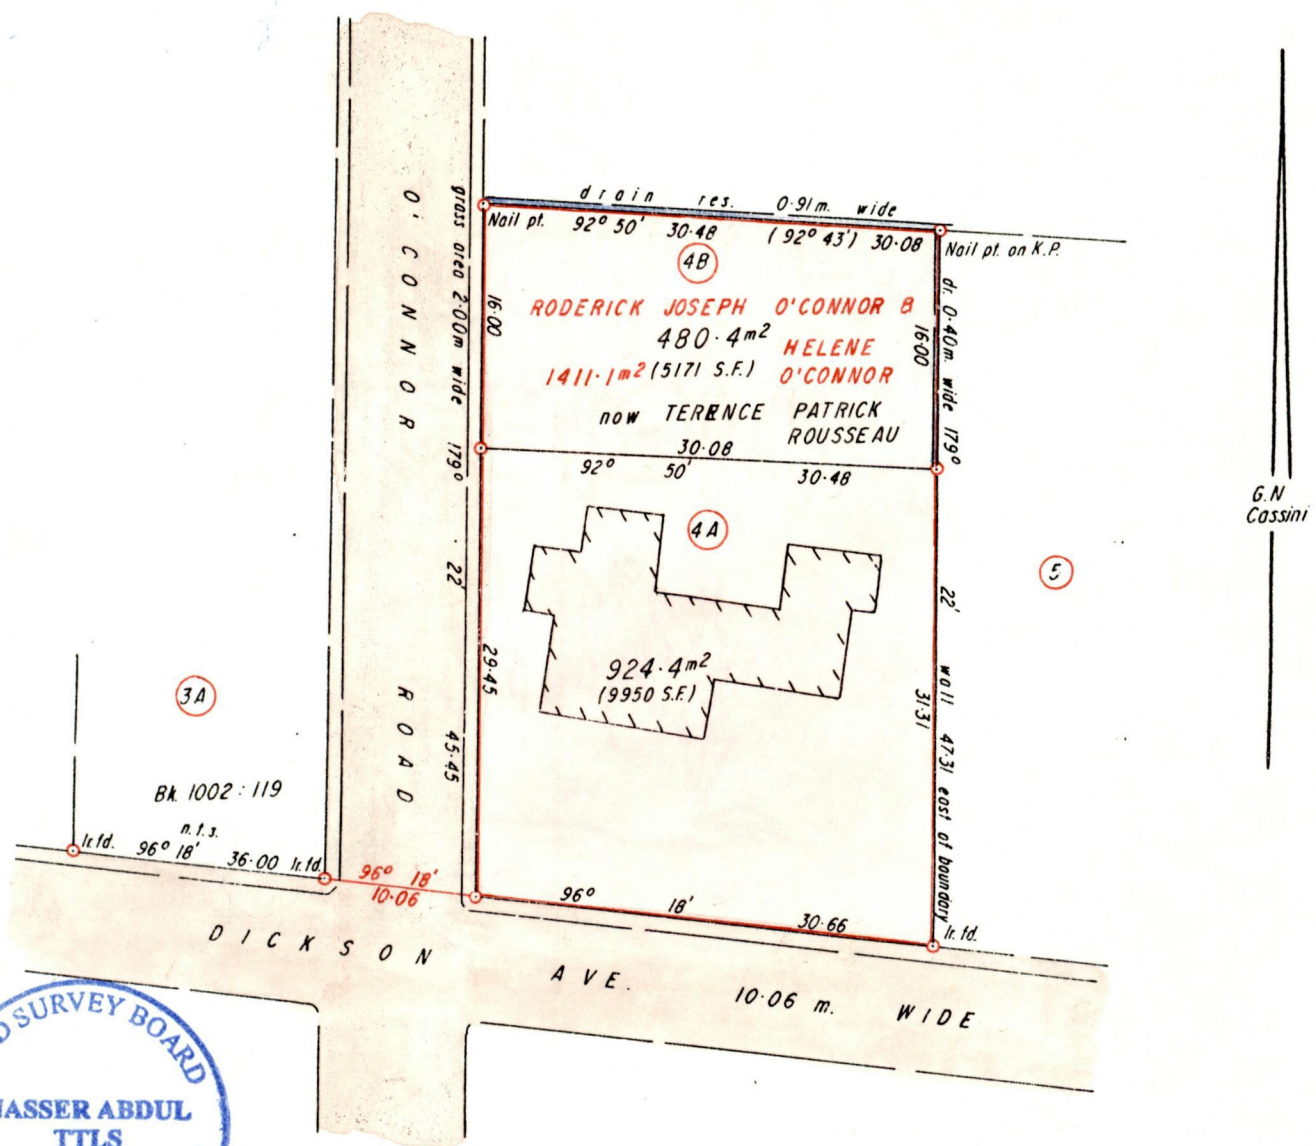 drain res. 0·91m. wide
Nail pt. 92° 50' 30·48 (92° 43') 30·08
Nail pt. on K.P.
4B
RODERICK JOSEPH O'CONNOR &
480·4m2 HELENE
1411·1m2 (5171 S.F.) O'CONNOR
now TERENCE PATRICK
ROUSSEAU
16·00
16·00
30·08
92° 50' 30·48
grass area 2·00m wide 179° 22' 45·45
dr. 0·40m. wide 179° 22' wall 47·31 east of boundary
O'CONNOR ROAD
G.N
Cassini
4A
5
924·4m2
(9950 S.F.)
29·45
31·31
3A
Bk. 1002 : 119
n.t.s.
Ir.fd. 96° 18' 36·00 Ir.fd.
96° 18'
10·06
96° 18' 30·66
Ir.fd.
DICKSON AVE. 10·06 m. WIDE
SURVEY BOARD
NASSER ABDUL
TTLS